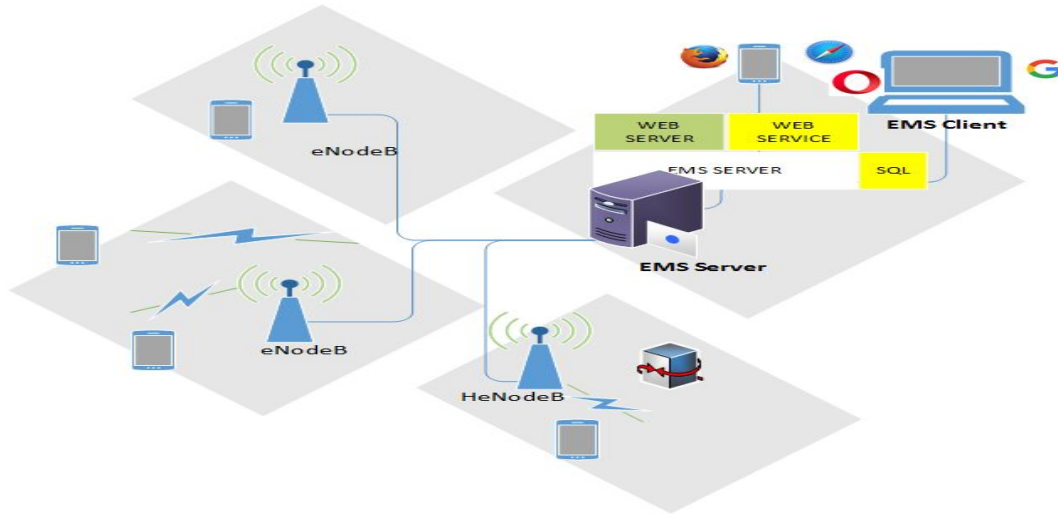 eNodeB
WEB SERVER
WEB SERVICE
EMS SERVER
SQL
EMS Client
EMS Server
eNodeB
HeNodeB